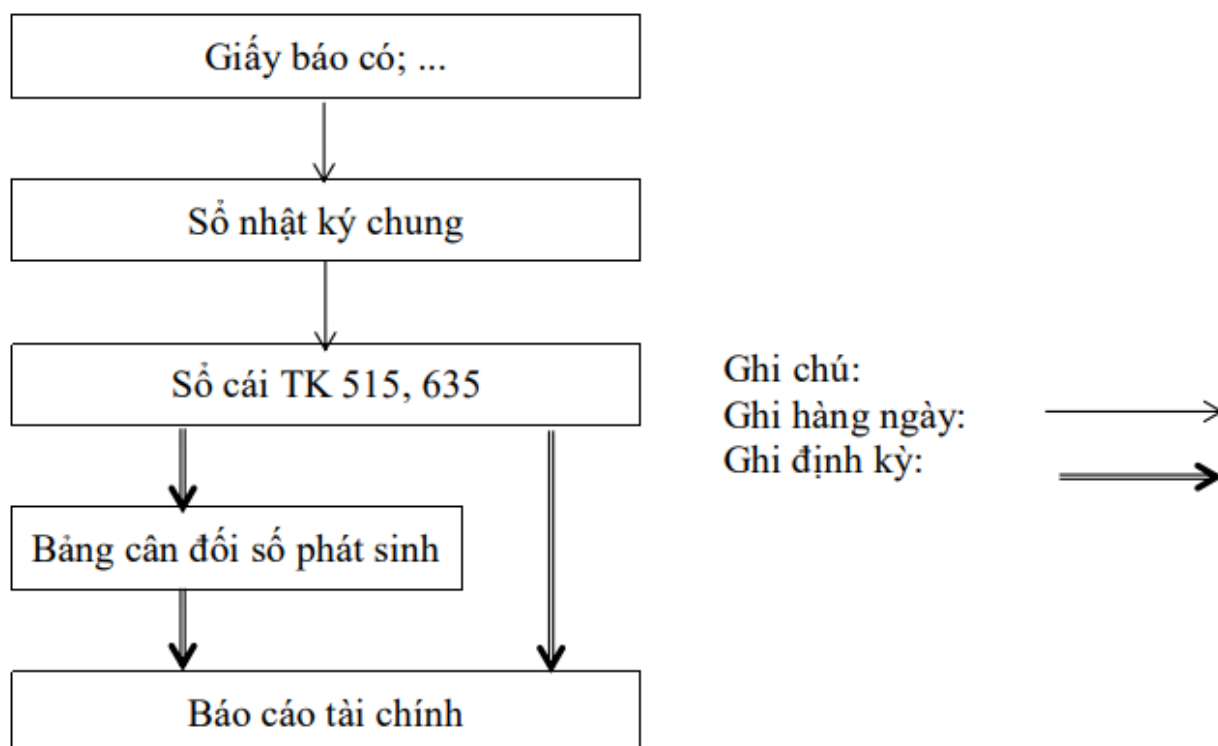 Giấy báo có; ...
Sổ nhật ký chung
Sổ cái TK 515, 635
Ghi chú:
Ghi hàng ngày:
Ghi định kỳ:
Bảng cân đối số phát sinh
Báo cáo tài chính